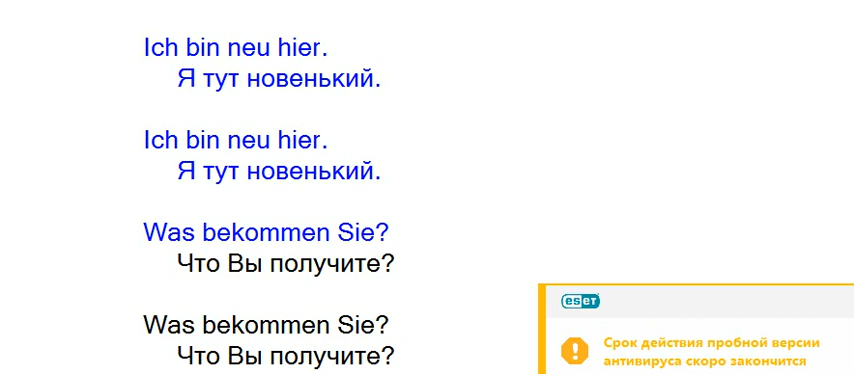 Ich bin neu hier.
Я тут новенький.
Ich bin neu hier.
Я тут новенький.
Was bekommen Sie?
Что Вы получите?
Was bekommen Sie?
Что Вы получите?
eset
Срок действия пробной версии
антивируса скоро закончится